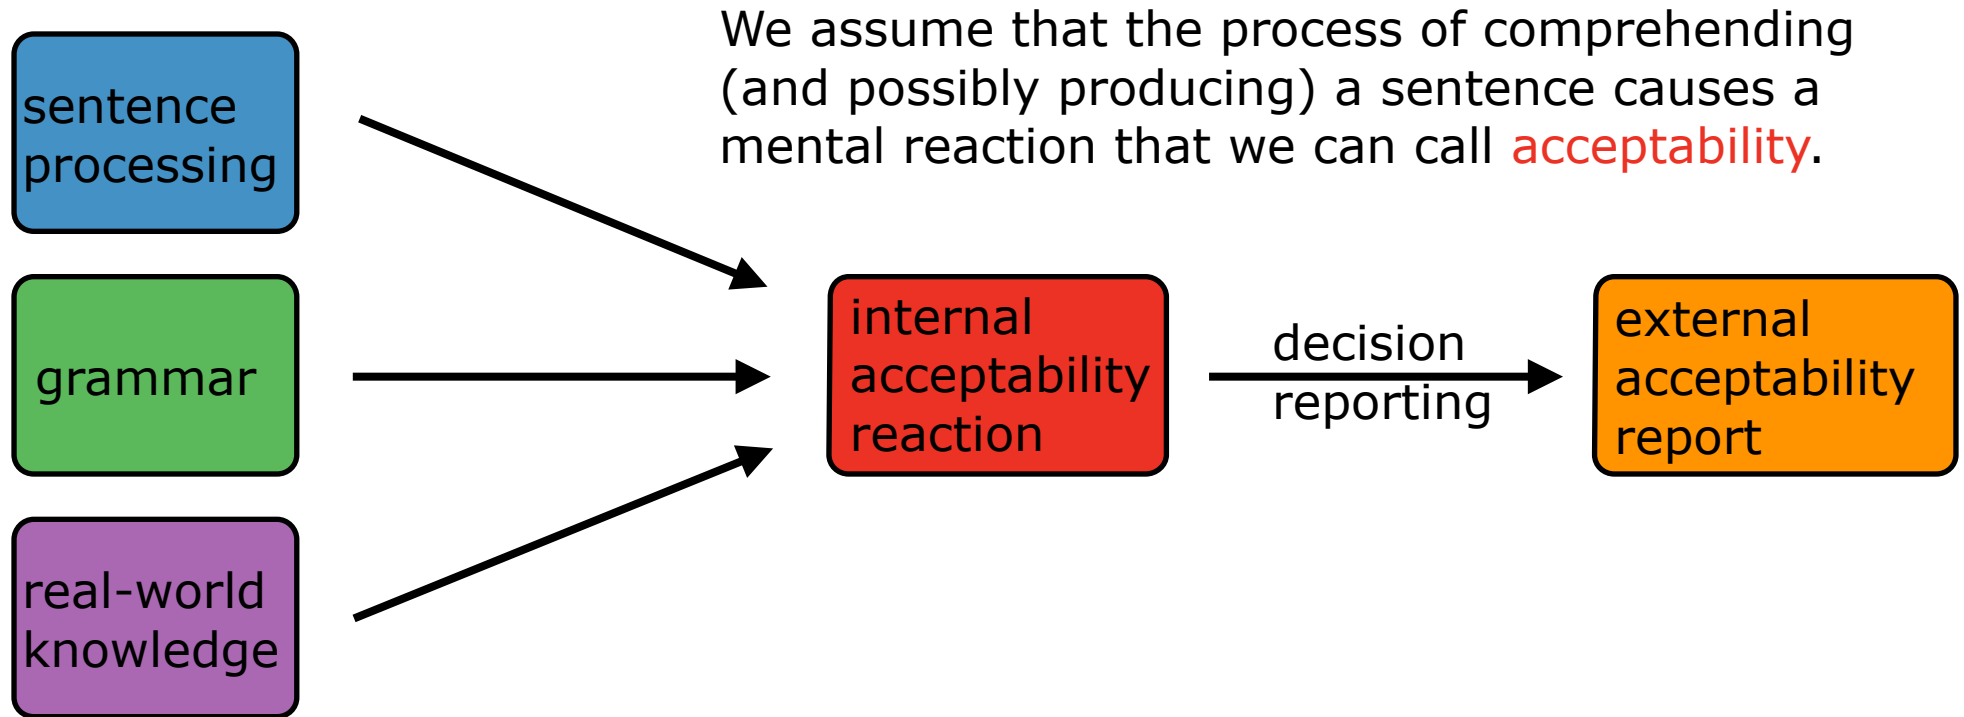 We assume that the process of comprehending
(and possibly producing) a sentence causes a
mental reaction that we can call acceptability.
sentence
processing
grammar
real-world
knowledge
internal
acceptability
reaction
decision
reporting
external
acceptability
report